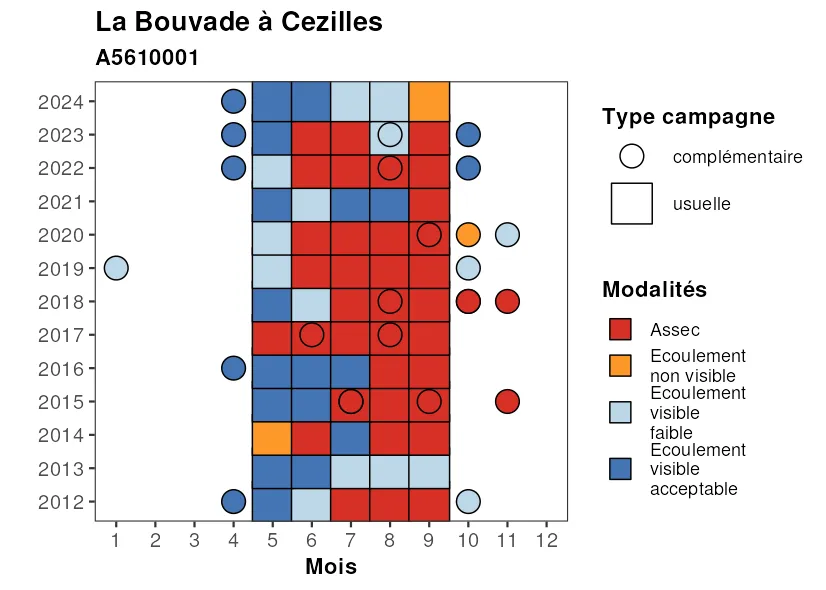 La Bouvade à Cezilles
A5610001
2024
2023
2022
2021
2020
2019
2018
2017
2016
2015
2014
2013
2012
1 2 3 4 5 6 7 8 9 10 11 12
Mois
Type campagne
complémentaire
usuelle
Modalités
Assec
Ecoulement
non visible
Ecoulement
visible
faible
Ecoulement
visible
acceptable